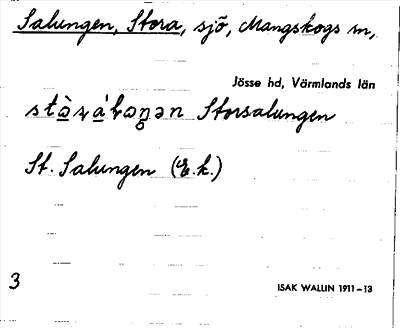 Salungen, Stora, sjö, Mangskogs sn,
Jösse hd, Värmlands län
Storsalungen
St. Salungen (E.k.)
3
ISAK WALLIN 1911–13